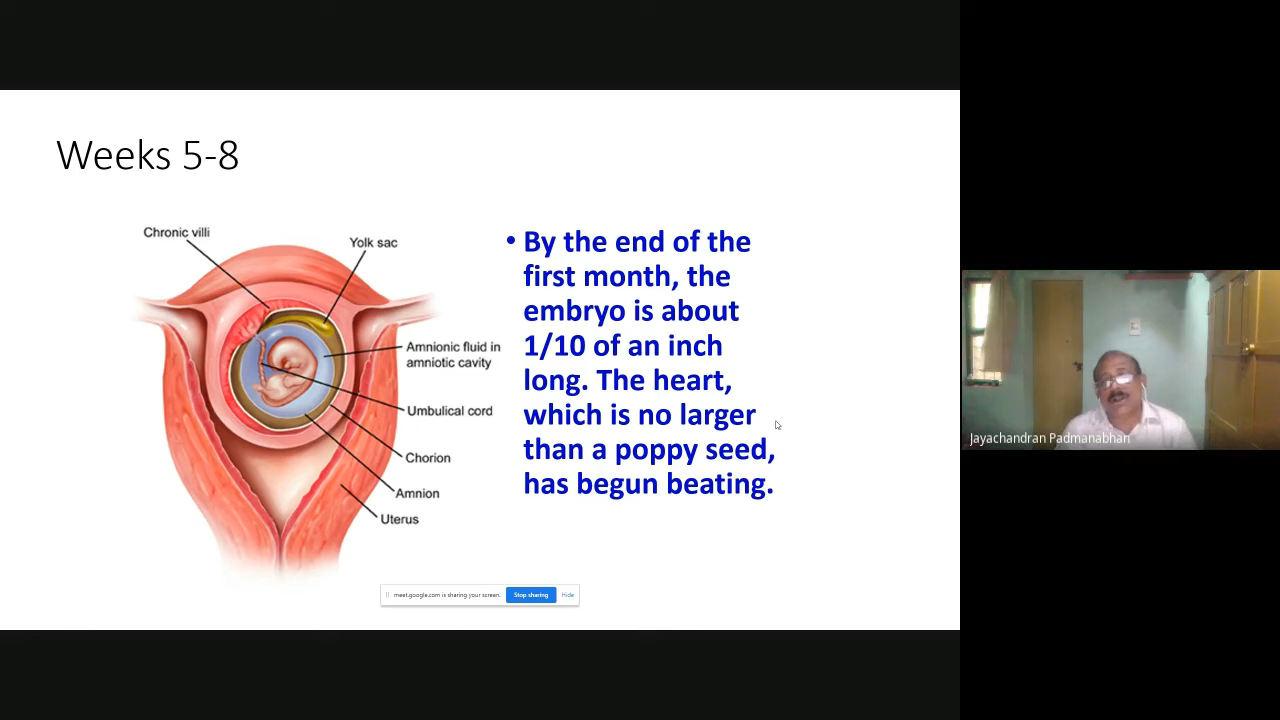 Weeks 5-8
Chronic villi
Yolk sac
Amnionic fluid in
amniotic cavity
Umbulical cord
Chorion
Amnion
Uterus
• By the end of the
first month, the
embryo is about
1/10 of an inch
long. The heart,
which is no larger
than a poppy seed,
has begun beating.
meet.google.com is sharing your screen.
Stop sharing
Hide
Jayachandran Padmanabhan